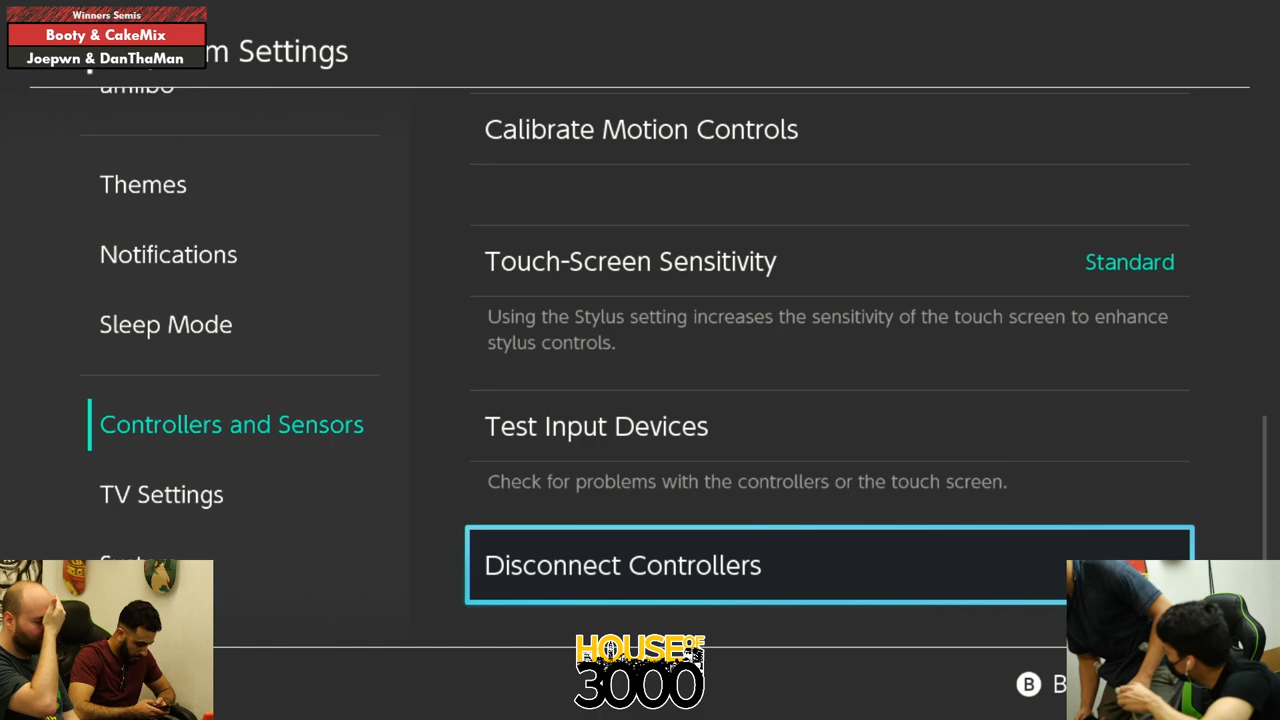 Winners Semis
Booty & CakeMix
Joepwn & DanThaMan
m Settings
amiibo
Themes
Notifications
Sleep Mode
Controllers and Sensors
TV Settings
Calibrate Motion Controls
Touch-Screen Sensitivity
Standard
Using the Stylus setting increases the sensitivity of the touch screen to enhance
stylus controls.
Test Input Devices
Check for problems with the controllers or the touch screen.
Disconnect Controllers
HOUSE OF
3000
B B